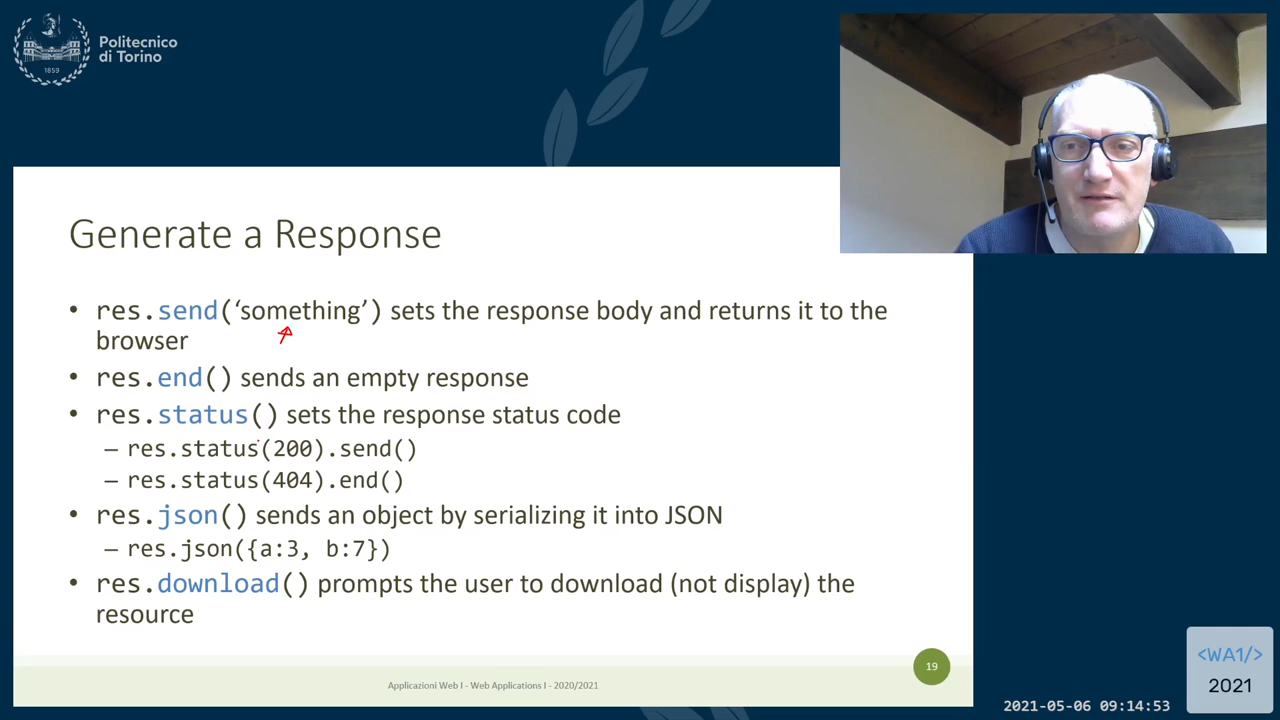 Politecnico
di Torino
1859
Generate a Response
• res.send(‘something’) sets the response body and returns it to the
browser
• res.end() sends an empty response
• res.status() sets the response status code
– res.status(200).send()
– res.status(404).end()
• res.json() sends an object by serializing it into JSON
– res.json({a:3, b:7})
• res.download() prompts the user to download (not display) the
resource
19
Applicazioni Web I - Web Applications I - 2020/2021
<WA1/>
2021
2021-05-06 09:14:53